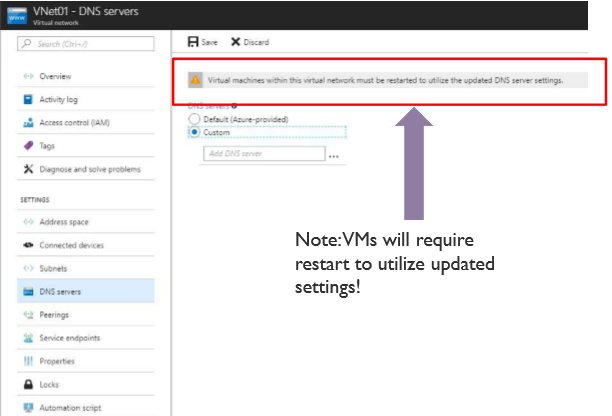 VNet01 - DNS servers
Virtual network
Search (Ctrl+/)
Save
Discard
Overview
Activity log
Access control (IAM)
Tags
Diagnose and solve problems
SETTINGS
Address space
Connected devices
Subnets
DNS servers
Peerings
Service endpoints
Properties
Locks
Automation script
Virtual machines within this virtual network must be restarted to utilize the updated DNS server settings.
DNS servers
Default (Azure-provided)
Custom
Add DNS server
...
Note:VMs will require
restart to utilize updated
settings!